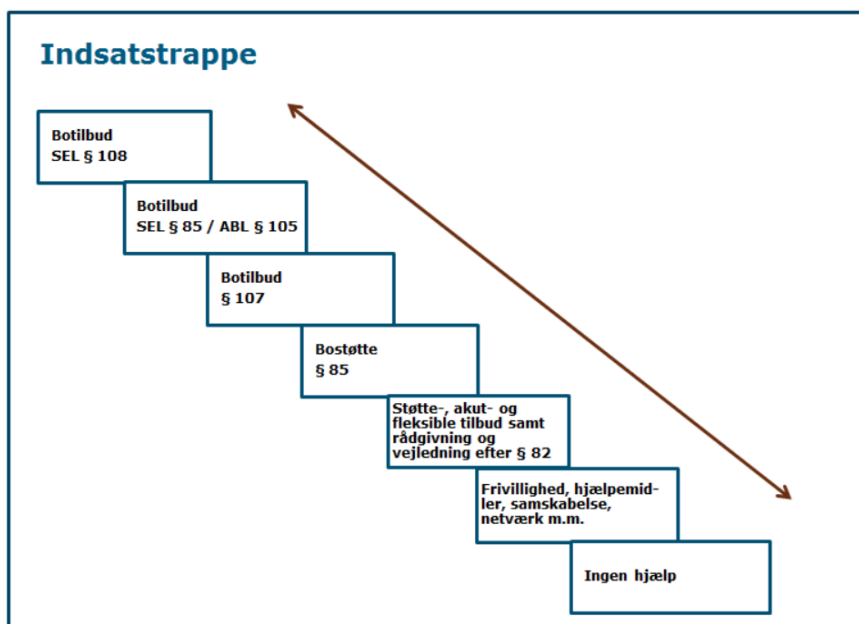 Indsatstrappe
Botilbud
SEL § 108
Botilbud
SEL § 85 / ABL § 105
Botilbud
§ 107
Bostøtte
§ 85
Støtte-, akut- og
fleksible tilbud samt
rådgivning og
vejledning efter § 82
Frivillighed, hjælpemid-
ler, samskabelse,
netværk m.m.
Ingen hjælp